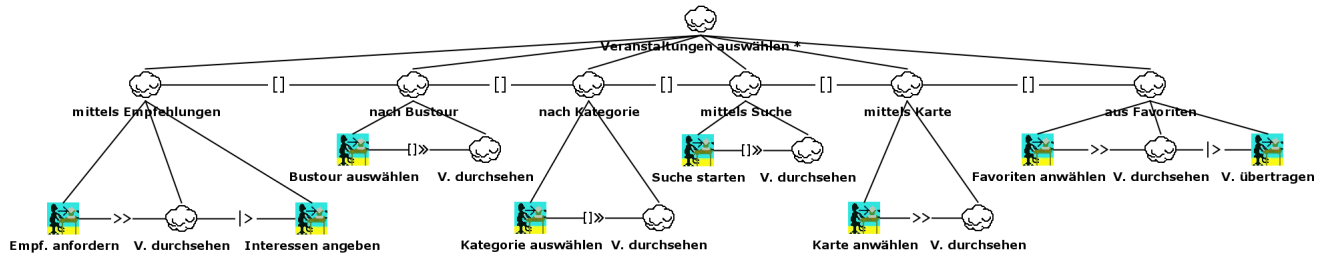 Veranstaltungen auswählen *
[] [] [] [] []
mittels Empfehlungen nach Bustour nach Kategorie mittels Suche mittels Karte aus Favoriten
[]>> []>> >> |>
Bustour auswählen V. durchsehen Suche starten V. durchsehen Favoriten anwählen V. durchsehen V. übertragen
>> |> []>> >>
Empf. anfordern V. durchsehen Interessen angeben Kategorie auswählen V. durchsehen Karte anwählen V. durchsehen